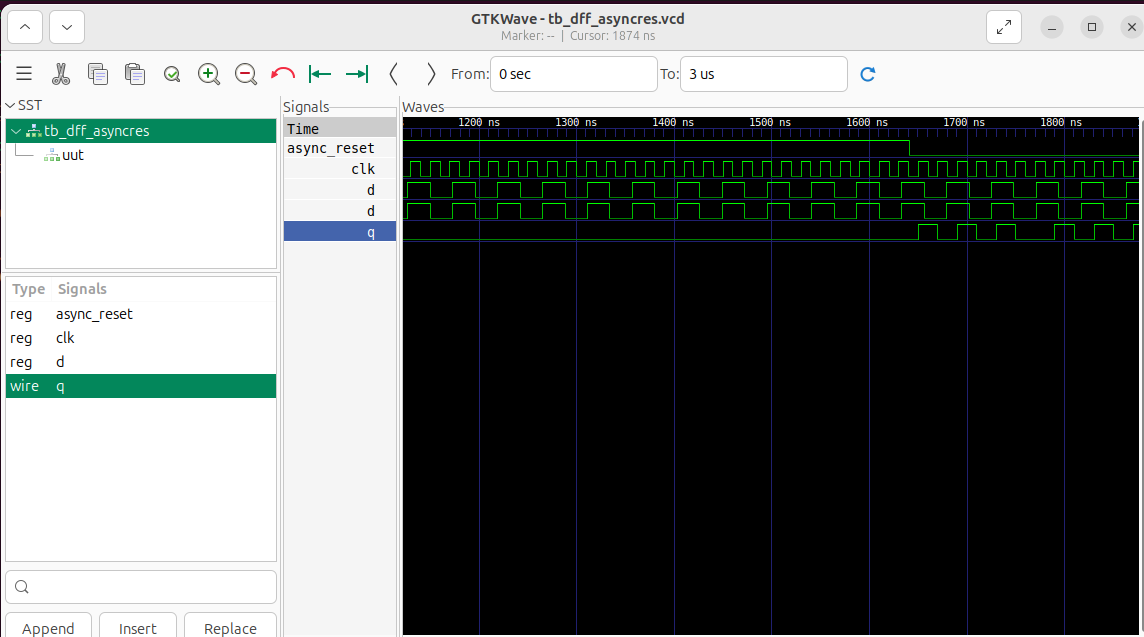 GTKWave - tb_dff_asyncres.vcd
Marker: -- | Cursor: 1874 ns
From: 0 sec To: 3 us
SST
tb_dff_asyncres
uut
Type Signals
reg async_reset
reg clk
reg d
wire q
Append Insert Replace
Signals
Time
async_reset
clk
d
d
q
Waves
1200 ns 1300 ns 1400 ns 1500 ns 1600 ns 1700 ns 1800 ns